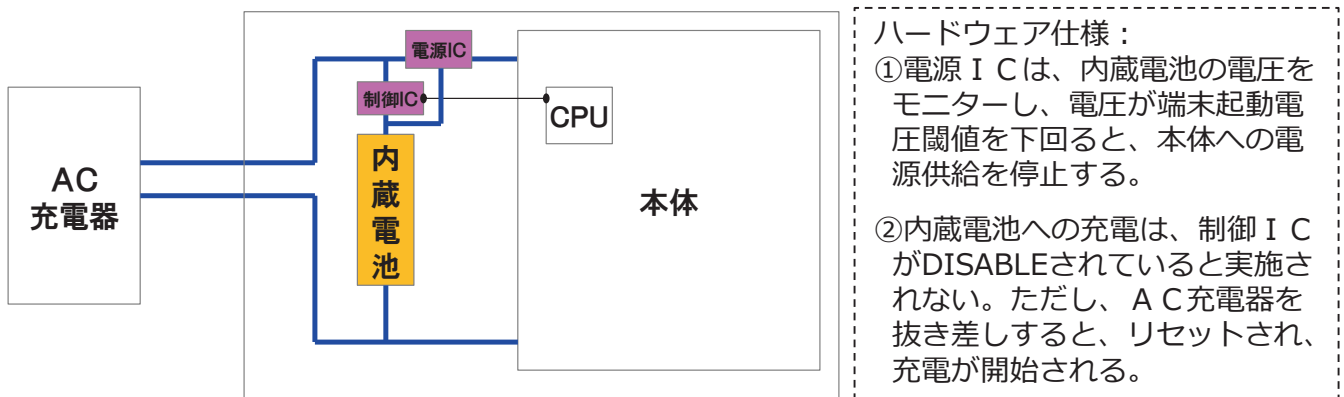 電源IC
制御IC
CPU
AC
充電器
内
蔵
電
池
本体
ハードウェア仕様：
①電源ＩＣは、内蔵電池の電圧を
モニターし、電圧が端末起動電
圧閾値を下回ると、本体への電
源供給を停止する。
②内蔵電池への充電は、制御ＩＣ
がDISABLEされていると実施さ
れない。ただし、ＡＣ充電器を
抜き差しすると、リセットされ、
充電が開始される。